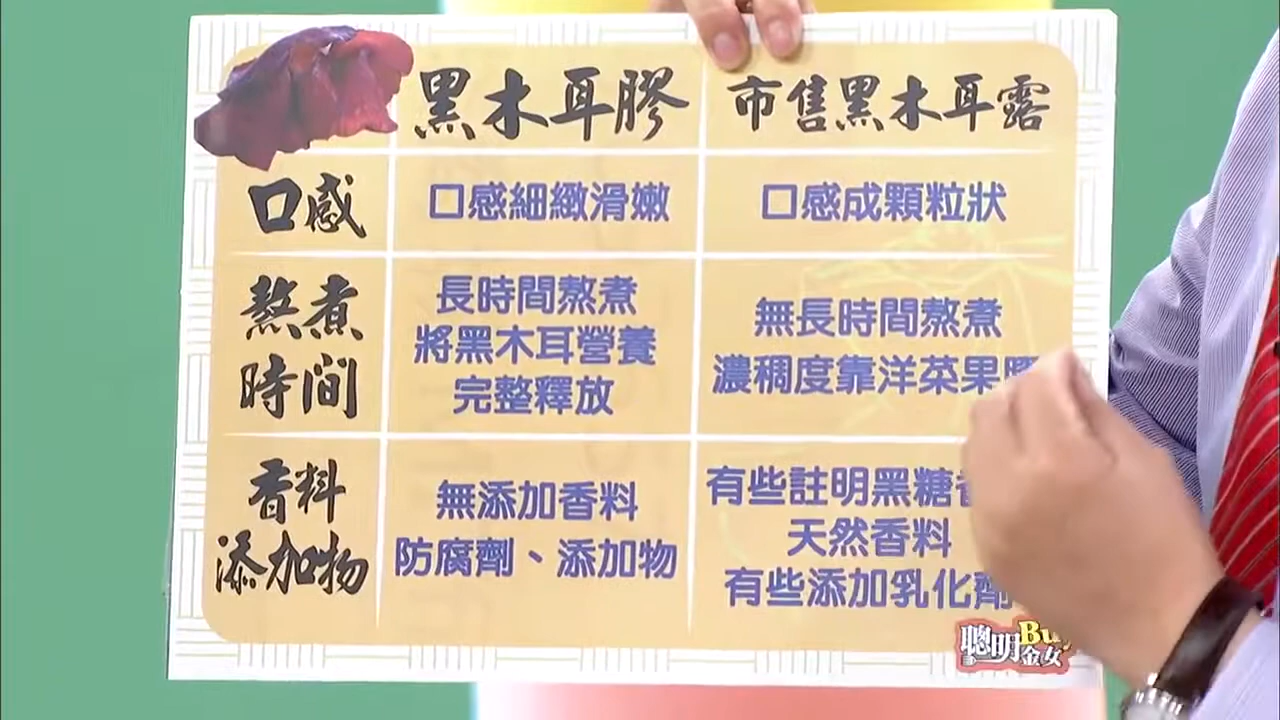 黑木耳膠
市售黑木耳露
口感
口感細緻滑嫩
口感成顆粒狀
熬煮
時間
長時間熬煮
將黑木耳營養
完整釋放
無長時間熬煮
濃稠度靠洋菜果
香料
添加物
無添加香料
防腐劑、添加物
有些註明黑糖
天然香料
有些添加乳化劑
聰明
Buy
金女